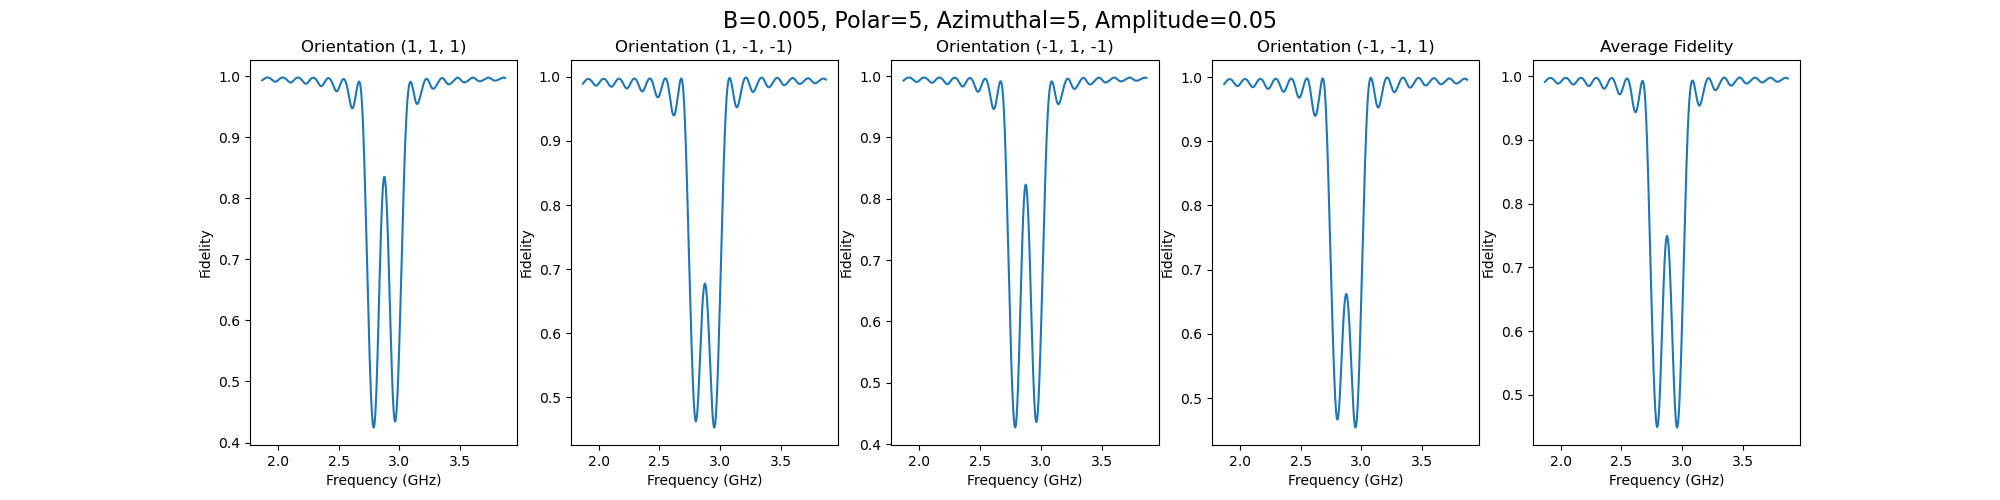 B=0.005, Polar=5, Azimuthal=5, Amplitude=0.05
Orientation (1, 1, 1)
1.0
0.9
0.8
0.7
0.6
0.5
0.4
Fidelity
2.0 2.5 3.0 3.5
Frequency (GHz)
Orientation (1, -1, -1)
1.0
0.9
0.8
0.7
0.6
0.5
Fidelity
2.0 2.5 3.0 3.5
Frequency (GHz)
Orientation (-1, 1, -1)
1.0
0.9
0.8
0.7
0.6
0.5
0.4
Fidelity
2.0 2.5 3.0 3.5
Frequency (GHz)
Orientation (-1, -1, 1)
1.0
0.9
0.8
0.7
0.6
0.5
Fidelity
2.0 2.5 3.0 3.5
Frequency (GHz)
Average Fidelity
1.0
0.9
0.8
0.7
0.6
0.5
Fidelity
2.0 2.5 3.0 3.5
Frequency (GHz)